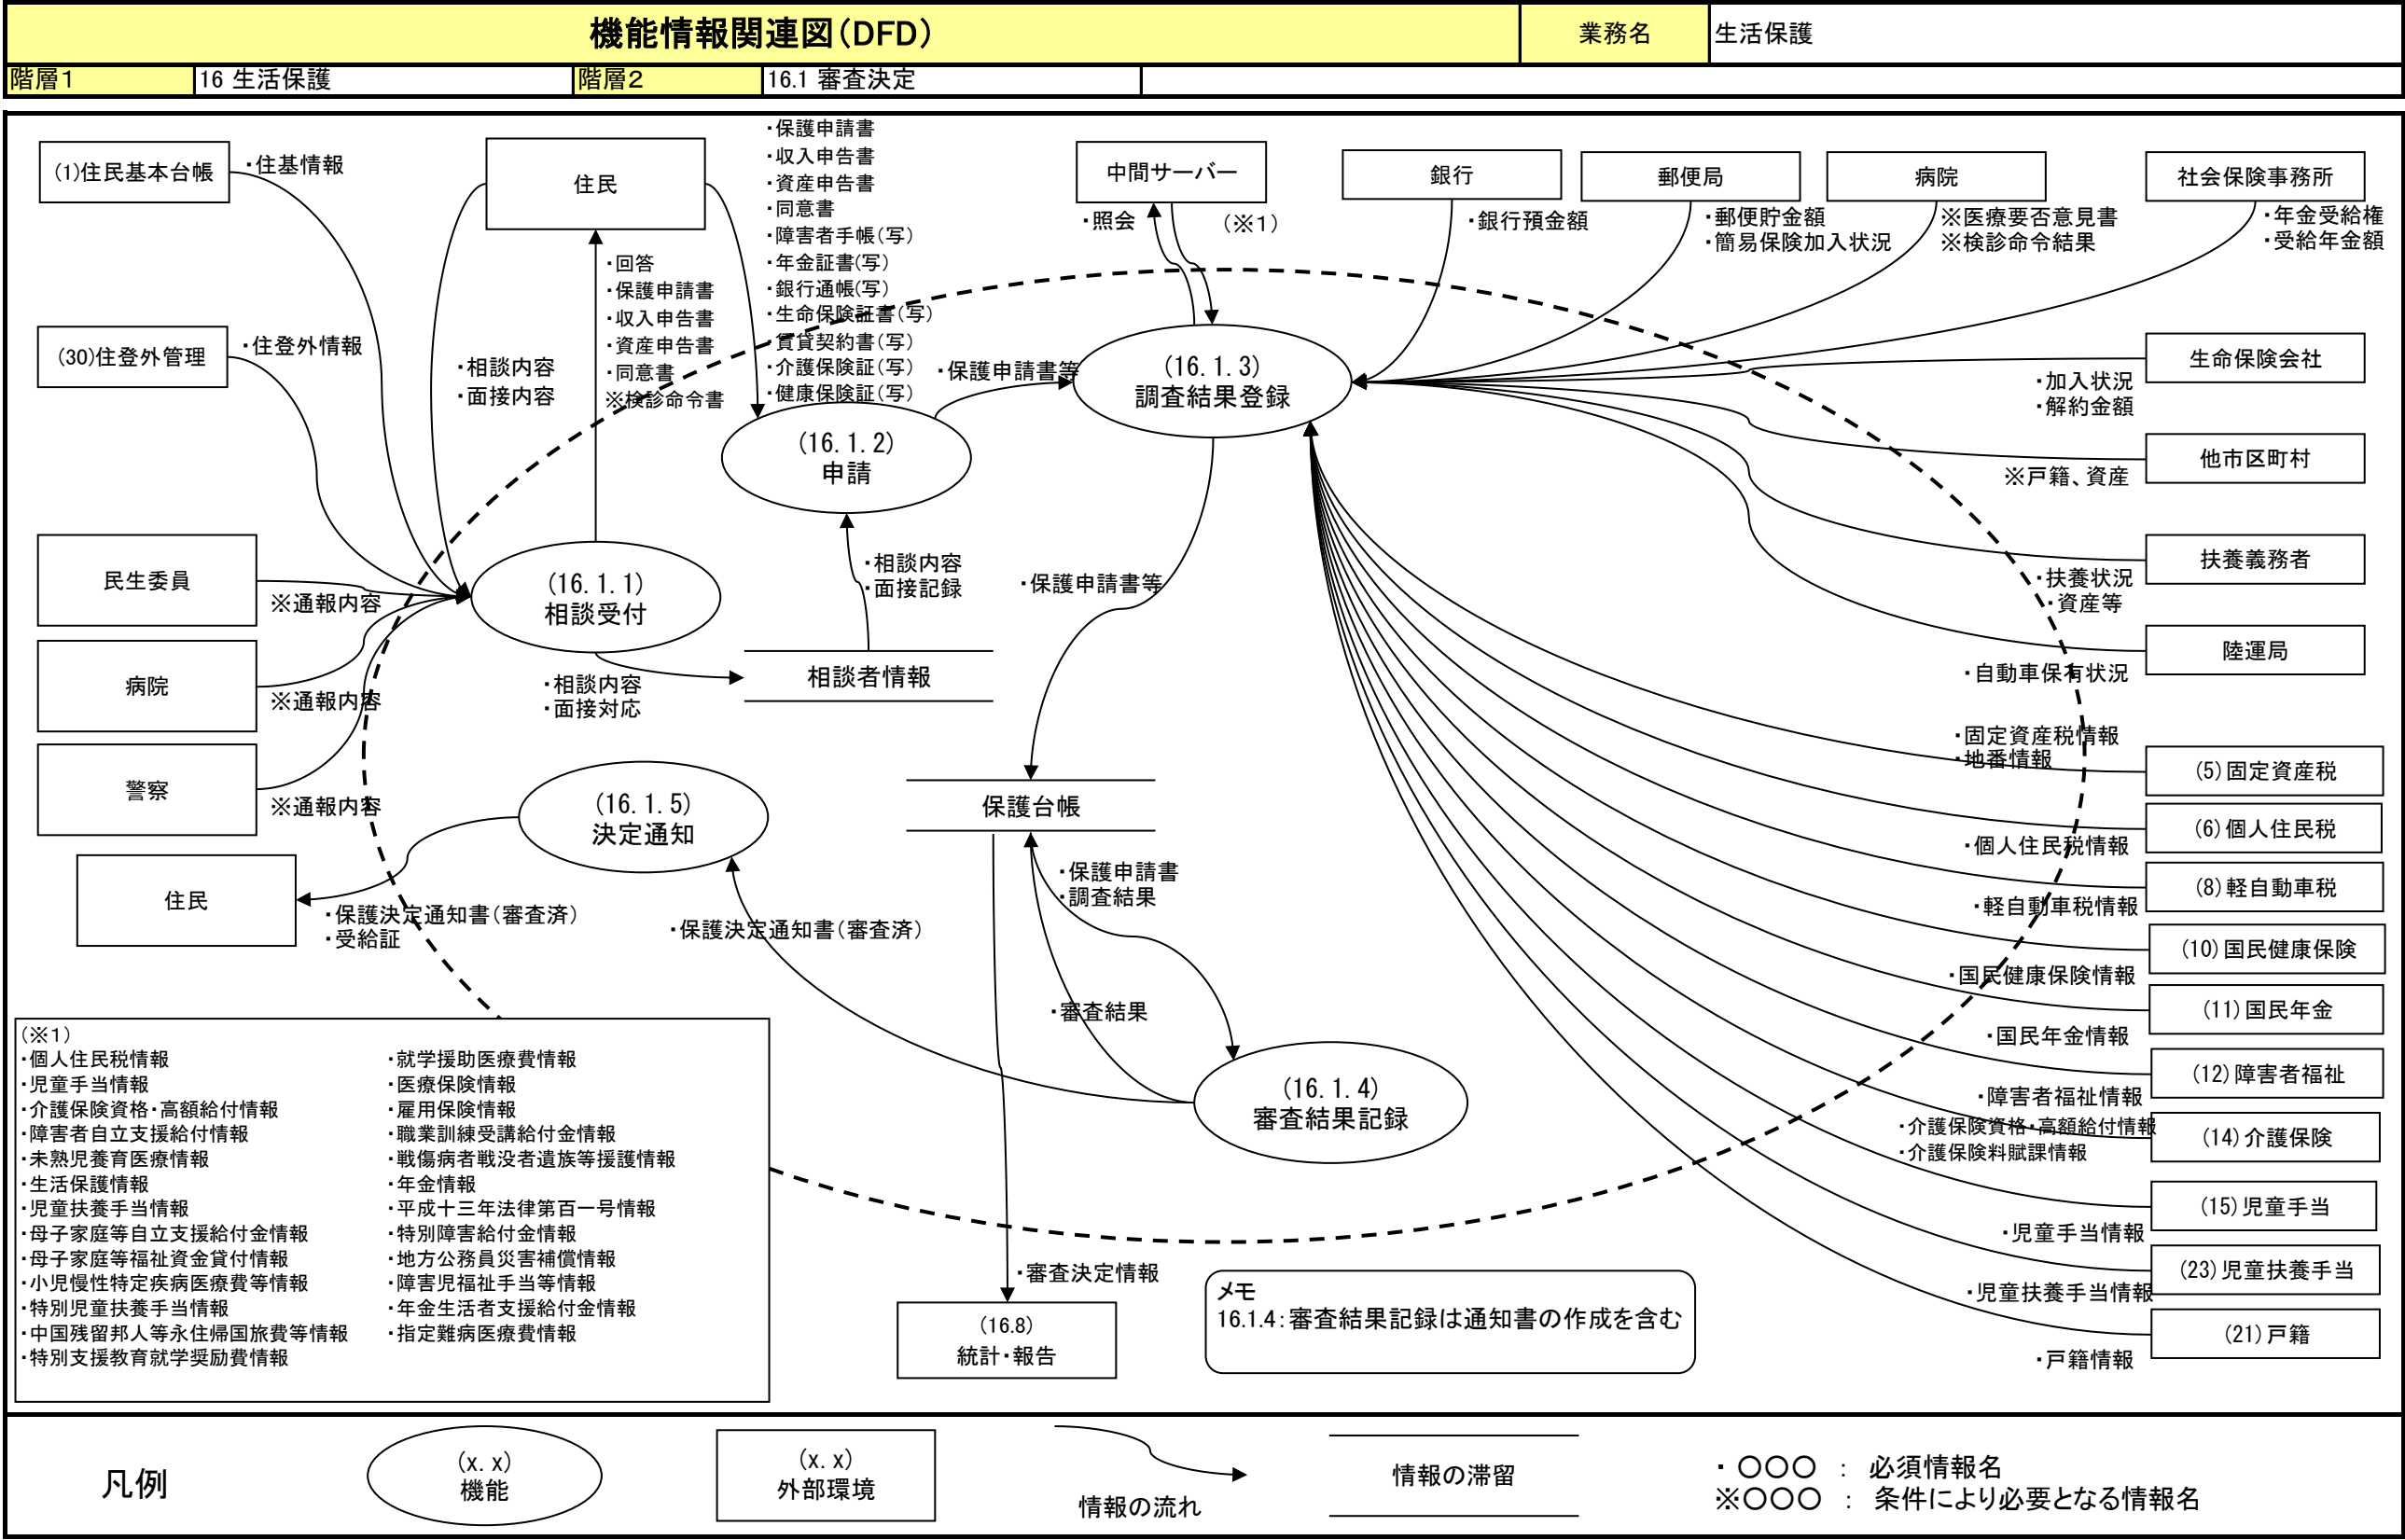 機能情報関連図(DFD)
業務名
生活保護
階層1
16 生活保護
階層2
16.1 審査決定
(1)住民基本台帳
・住基情報
住民
・保護申請書
・収入申告書
・資産申告書
・同意書
・障害者手帳(写)
・年金証書(写)
・銀行通帳(写)
・生命保険証書(写)
・賃貸契約書(写)
・介護保険証(写)
・健康保険証(写)
中間サーバー
・照会
(※1)
銀行
・銀行預金額
郵便局
・郵便貯金額
・簡易保険加入状況
病院
※医療要否意見書
※検診命令結果
社会保険事務所
・年金受給権
・受給年金額
(30)住登外管理
・住登外情報
・相談内容
・面接内容
・回答
・保護申請書
・収入申告書
・資産申告書
・同意書
※検診命令書
・保護申請書等
(16.1.2)
申請
(16.1.3)
調査結果登録
生命保険会社
・加入状況
・解約金額
他市区町村
※戸籍、資産
扶養義務者
・扶養状況
・資産等
陸運局
・自動車保有状況
民生委員
※通報内容
病院
※通報内容
警察
※通報内容
(16.1.1)
相談受付
・相談内容
・面接記録
・相談内容
・面接対応
相談者情報
・保護申請書等
・固定資産税情報
・地番情報
(5)固定資産税
(6)個人住民税
・個人住民税情報
(8)軽自動車税
・軽自動車税情報
(10)国民健康保険
・国民健康保険情報
(11)国民年金
・国民年金情報
(12)障害者福祉
・障害者福祉情報
・介護保険資格・高額給付情報
・介護保険料賦課情報
(14)介護保険
(15)児童手当
・児童手当情報
(23)児童扶養手当
・児童扶養手当情報
(21)戸籍
・戸籍情報
(16.1.5)
決定通知
保護台帳
住民
・保護決定通知書(審査済)
・受給証
・保護決定通知書(審査済)
・保護申請書
・調査結果
・審査結果
(16.1.4)
審査結果記録
(※1)
・個人住民税情報
・児童手当情報
・介護保険資格・高額給付情報
・障害者自立支援給付情報
・未熟児養育医療情報
・生活保護情報
・児童扶養手当情報
・母子家庭等自立支援給付金情報
・母子家庭等福祉資金貸付情報
・小児慢性特定疾病医療費等情報
・特別児童扶養手当情報
・中国残留邦人等永住帰国旅費等情報
・特別支援教育就学奨励費情報
・就学援助医療費情報
・医療保険情報
・雇用保険情報
・職業訓練受講給付金情報
・戦傷病者戦没者遺族等援護情報
・年金情報
・平成十三年法律第百一号情報
・特別障害給付金情報
・地方公務員災害補償情報
・障害児福祉手当等情報
・年金生活者支援給付金情報
・指定難病医療費情報
・審査決定情報
(16.8)
統計・報告
メモ
16.1.4:審査結果記録は通知書の作成を含む
凡例
(x.x)
機能
(x.x)
外部環境
情報の流れ
情報の滞留
・ 〇〇〇 : 必須情報名
※〇〇〇 : 条件により必要となる情報名